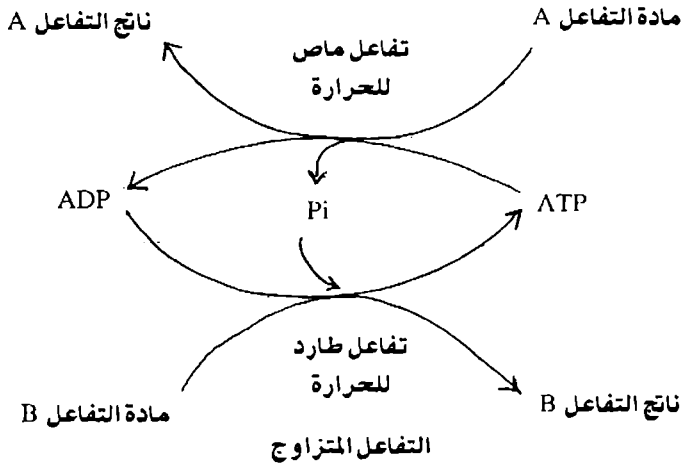 مادة التفاعل A
ناتج التفاعل A
تفاعل ماص
للحرارة
ATP
Pi
ADP
تفاعل طارد
للحرارة
ناتج التفاعل B
مادة التفاعل B
التفاعل المتزاوج